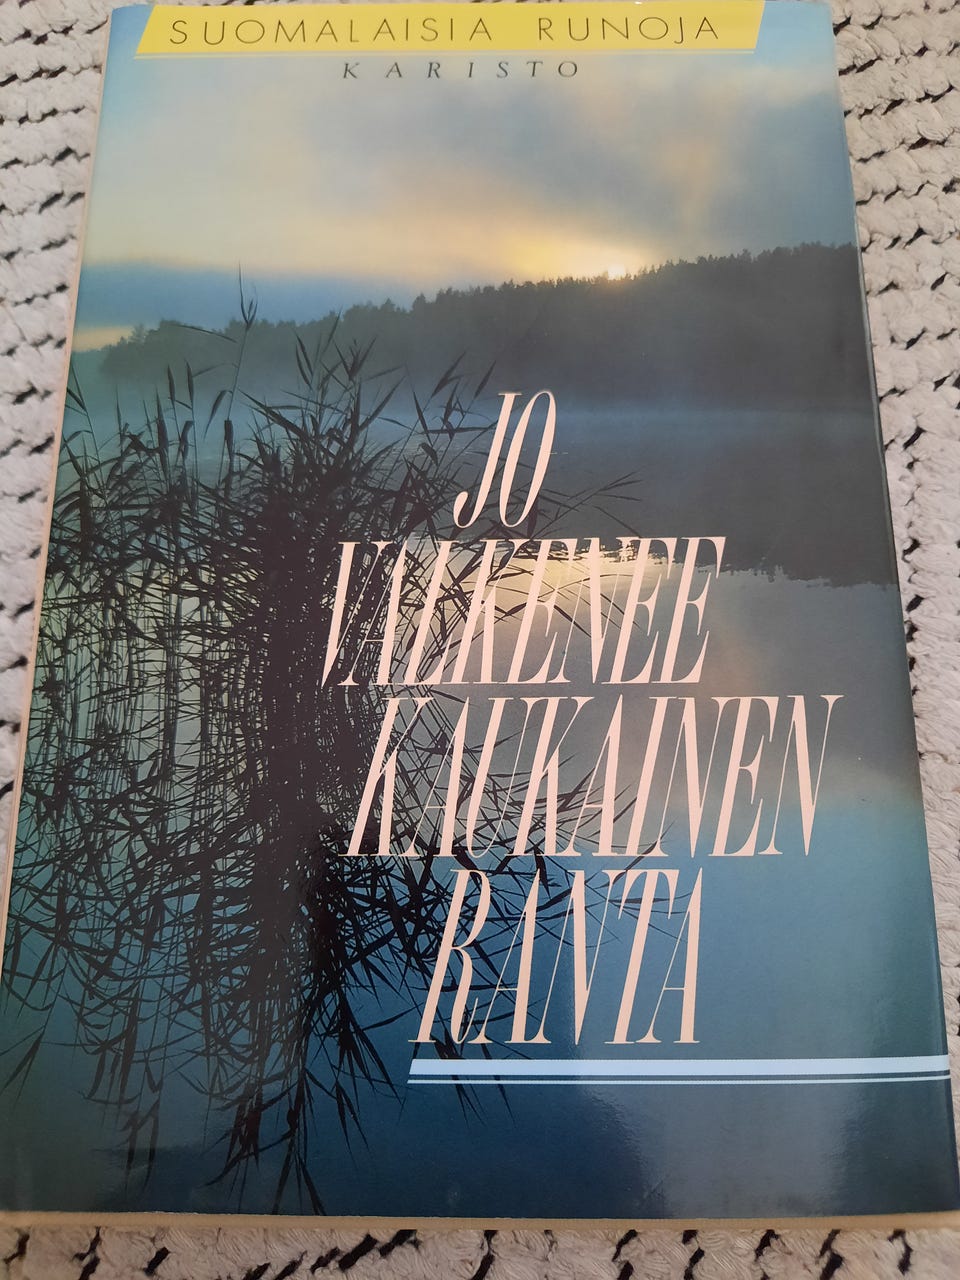 SUOMALAISIA RUNOJA
KARISTO
JO
VALKENEE
KAUKAINEN
RANTA